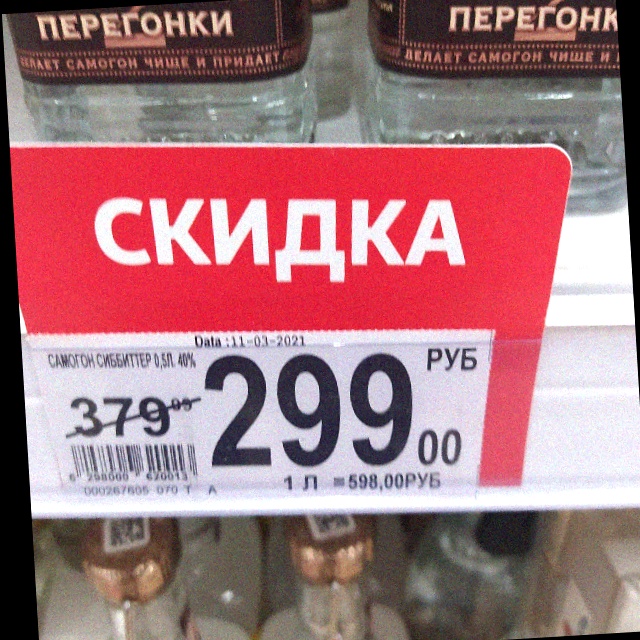 ПЕРЕГОНКИ
ДЕЛАЕТ САМОГОН ЧИЩЕ И ПРИДАЕТ
ПЕРЕГОНК
ДЕЛАЕТ САМОГОН ЧИЩЕ И
СКИДКА
Data :11-03-2021
САМОГОН СИББИТТЕР 0,5Л. 40%
РУБ
379
299 00
000267605 070 Т А
1 Л =598,00РУБ